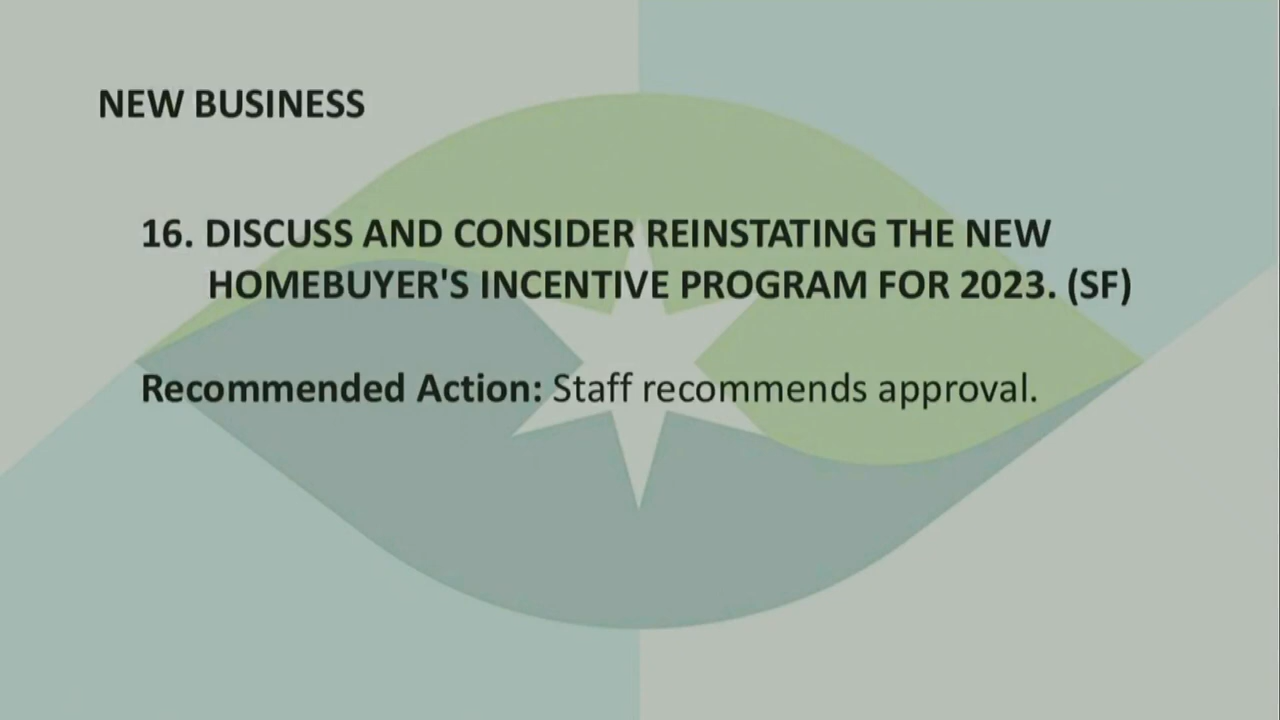 NEW BUSINESS
16. DISCUSS AND CONSIDER REINSTATING THE NEW
HOMEBUYER'S INCENTIVE PROGRAM FOR 2023. (SF)
Recommended Action: Staff recommends approval.